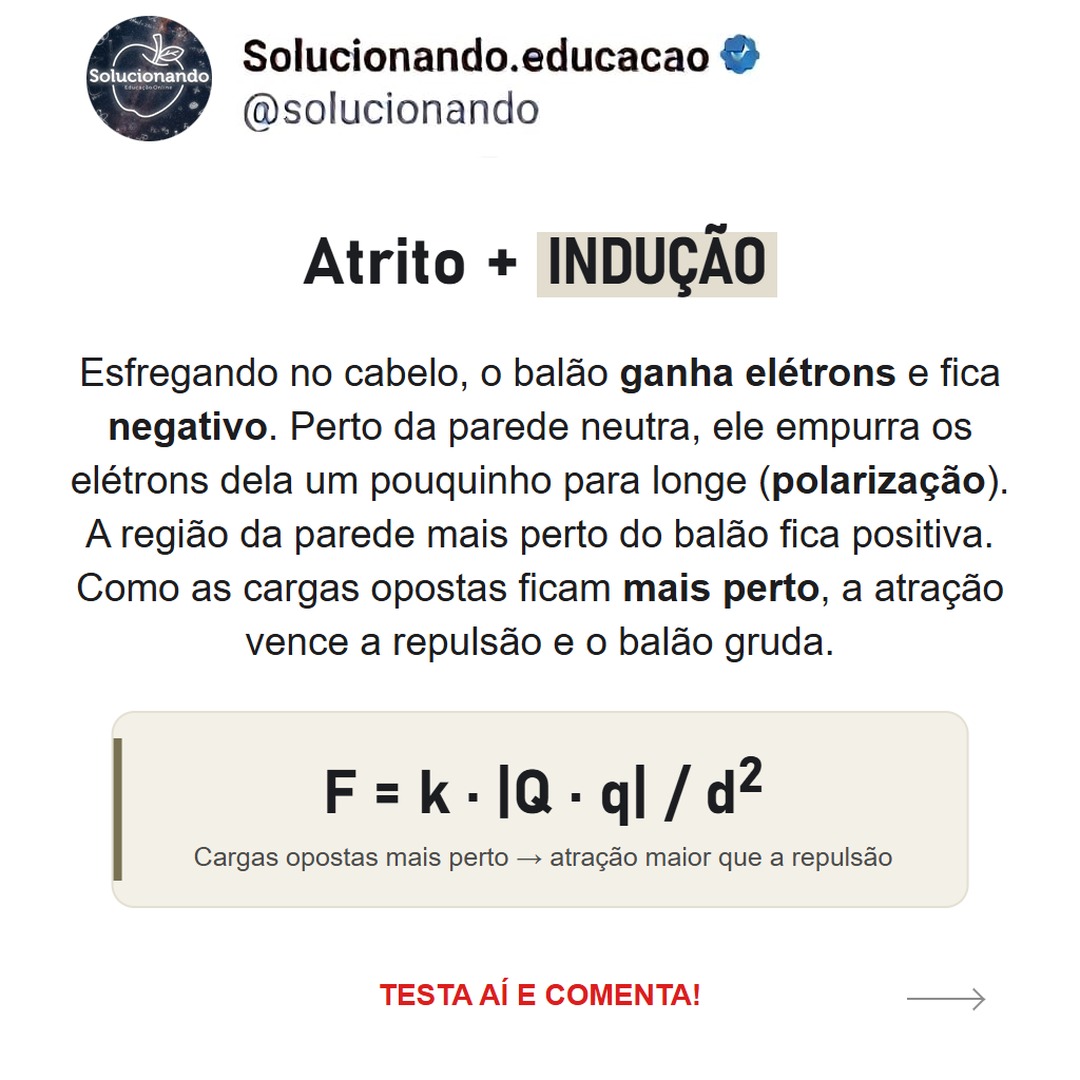 Solucionando
Educação Online
Solucionando.educacao
@solucionando
Atrito + INDUÇÃO
Esfregando no cabelo, o balão ganha elétrons e fica
negativo. Perto da parede neutra, ele empurra os
elétrons dela um pouquinho para longe (polarização).
A região da parede mais perto do balão fica positiva.
Como as cargas opostas ficam mais perto, a atração
vence a repulsão e o balão gruda.
F = k · |Q · q| / d²
Cargas opostas mais perto → atração maior que a repulsão
TESTA AÍ E COMENTA!